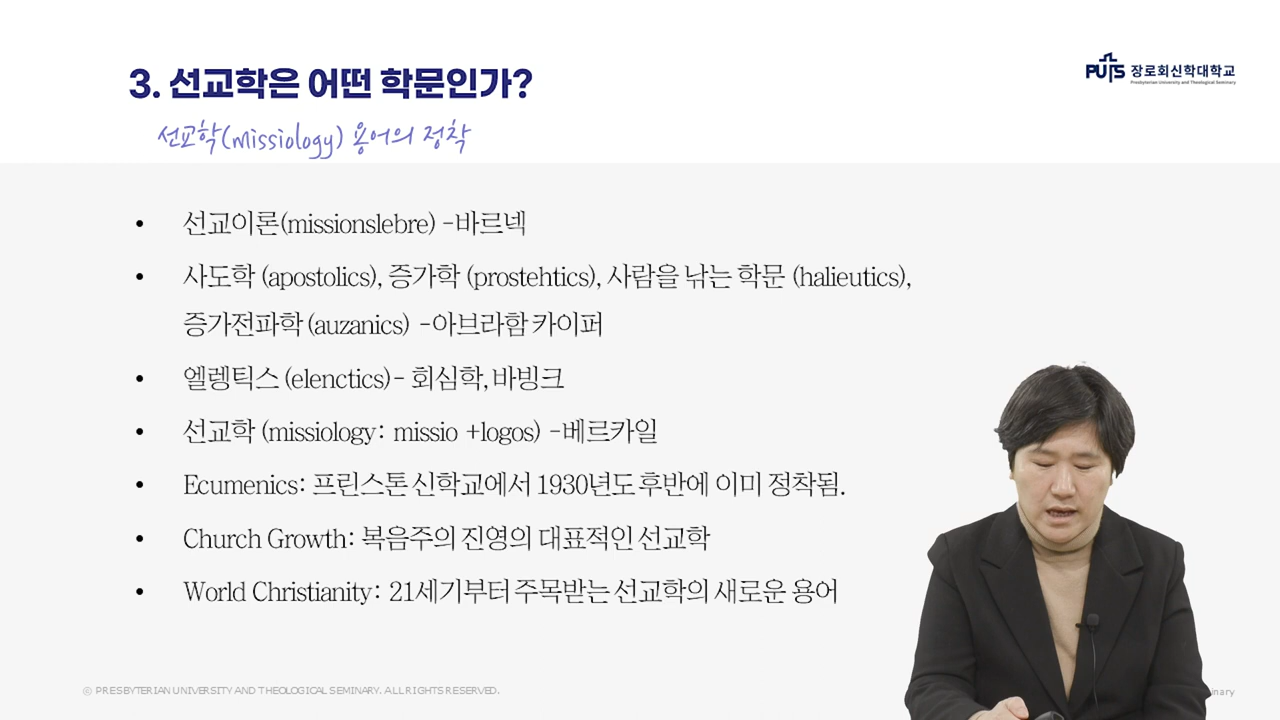 3. 선교학은 어떤 학문인가?
PUTS 장로회신학대학교
Presbyterian University and Theological Seminary
선교학(missiology) 용어의 정착
• 선교이론(missionslebre) -바르넥
• 사도학 (apostolics), 증가학 (prostehtics), 사람을 낚는 학문 (halieutics),
증가전파학 (auzanics) -아브라함 카이퍼
• 엘렝틱스 (elenctics)- 회심학, 바빙크
• 선교학 (missiology: missio +logos) -베르카일
• Ecumenics: 프린스톤 신학교에서 1930년도 후반에 이미 정착됨.
• Church Growth: 복음주의 진영의 대표적인 선교학
• World Christianity: 21세기부터 주목받는 선교학의 새로운 용어
© PRESBYTERIAN UNIVERSITY AND THEOLOGICAL SEMINARY. ALL RIGHTS RESERVED.
inary